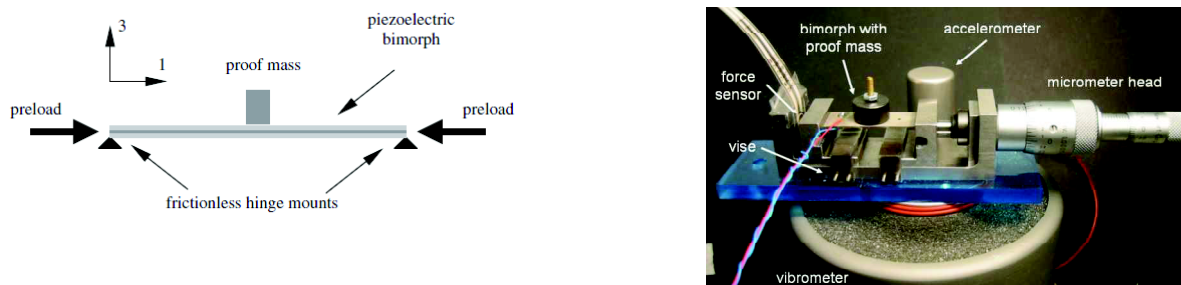 3
1
piezoelectric
bimorph
proof mass
preload
preload
frictionless hinge mounts
bimorph with
proof mass
accelerometer
force
sensor
micrometer head
vise
vibrometer